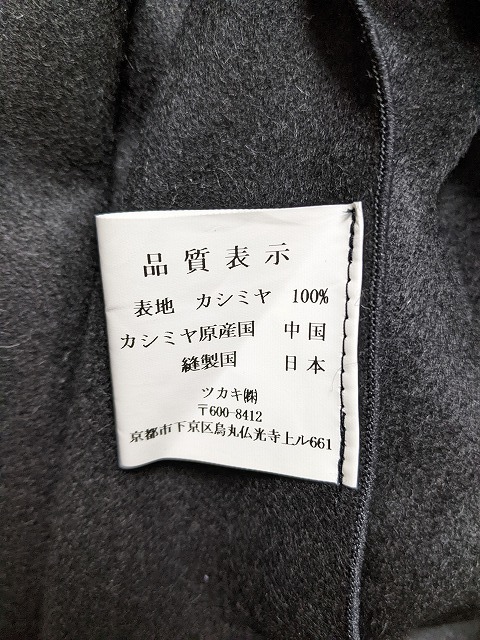 品質表示
表地 カシミヤ 100%
カシミヤ原産国 中国
縫製国 日本
ツカキ㈱
〒600-8412
京都市下京区烏丸仏光寺上ル661